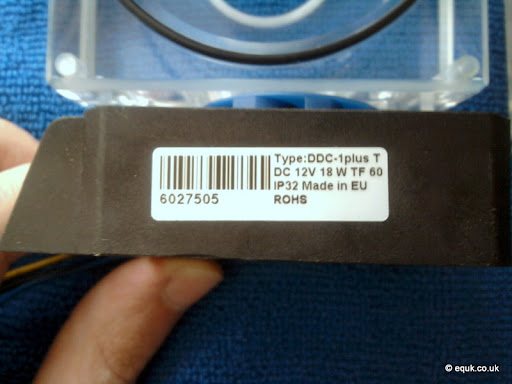 Type:DDC-1plus T
DC 12V 18 W TF 60
IP32 Made in EU
6027505 ROHS
© equk.co.uk